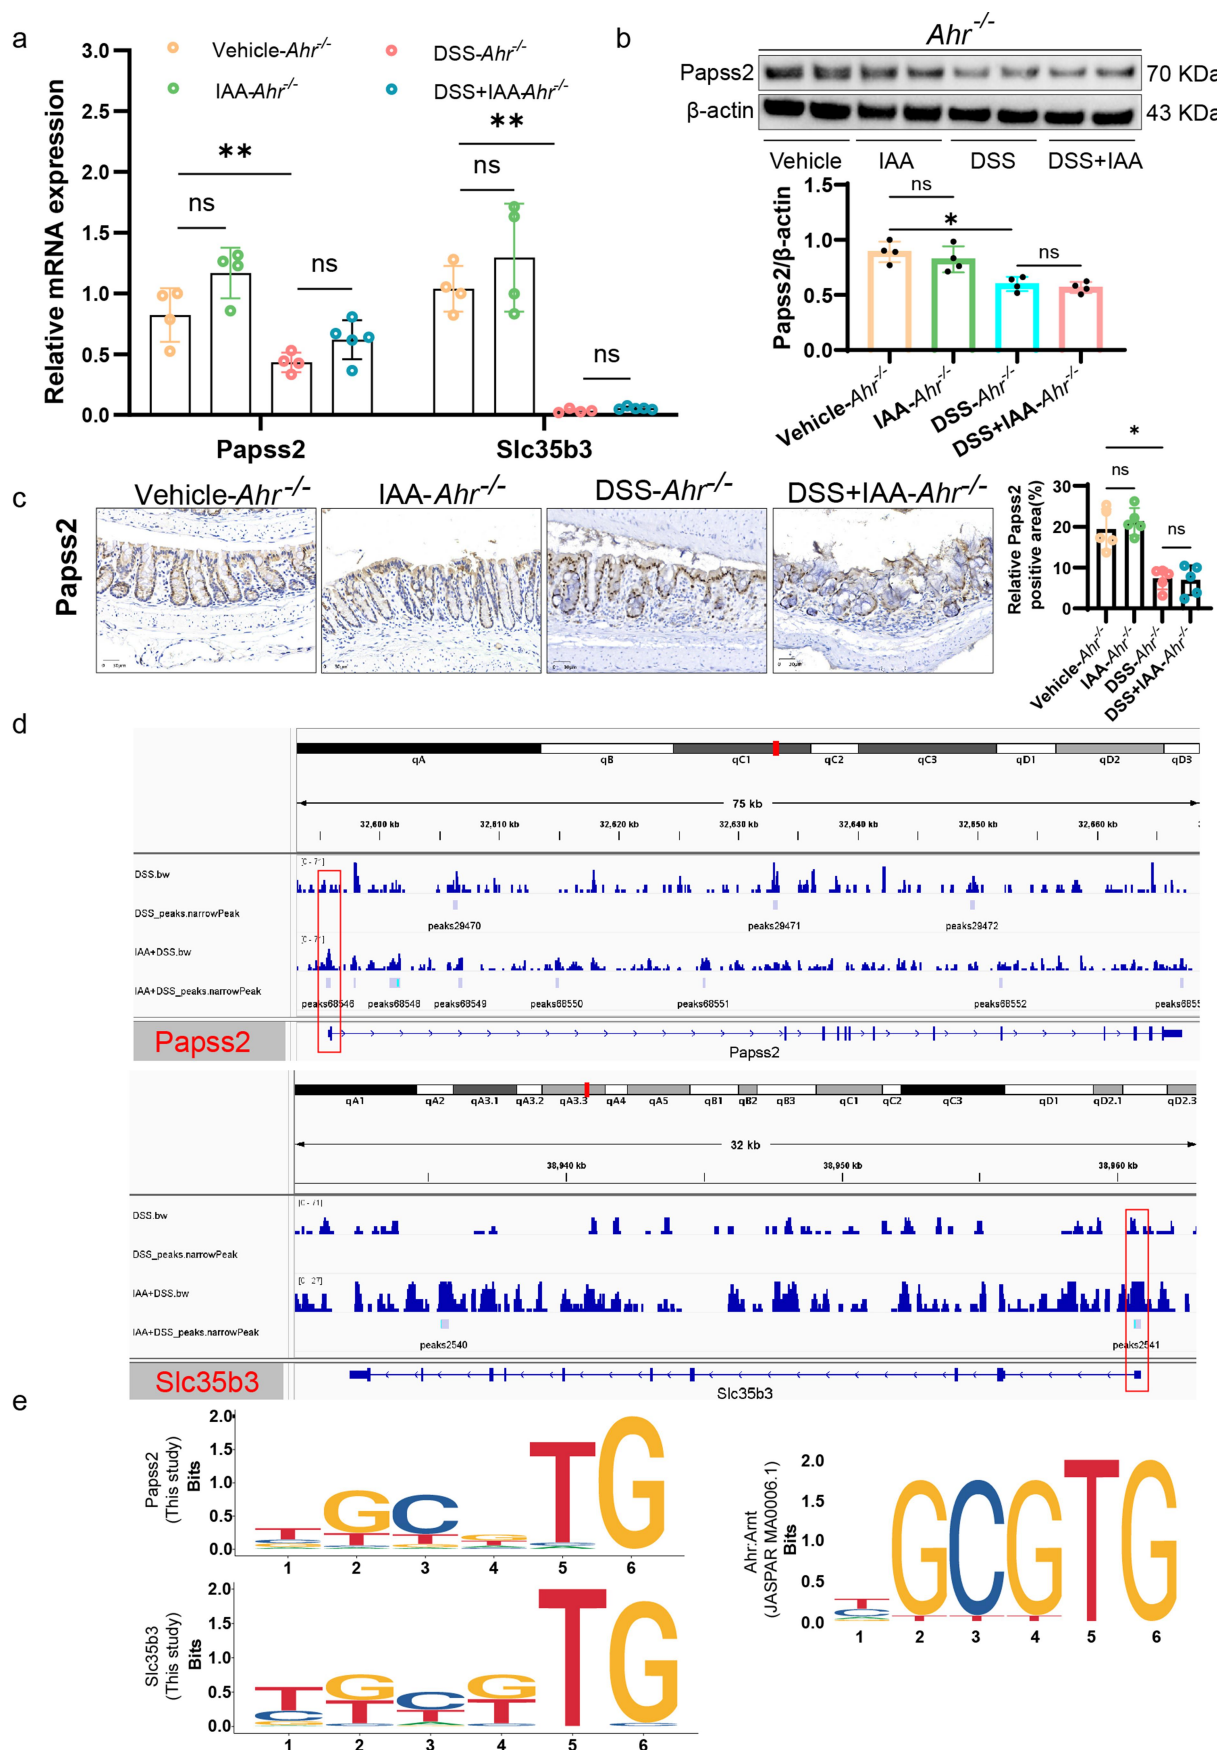 a
Vehicle-Ahr-/-
DSS-Ahr-/-
IAA-Ahr-/-
DSS+IAA-Ahr-/-
Relative mRNA expression
3.0
2.5
2.0
1.5
1.0
0.5
0.0
**
ns
ns
**
ns
ns
Papss2
Slc35b3
b
Ahr-/-
Papss2
70 KDa
β-actin
43 KDa
Vehicle
IAA
DSS
DSS+IAA
Papss2/β-actin
1.5
1.0
0.5
0.0
ns
*
ns
Vehicle-Ahr-/-
IAA-Ahr-/-
DSS-Ahr-/-
DSS+IAA-Ahr-/-
c
Vehicle-Ahr-/-
IAA-Ahr-/-
DSS-Ahr-/-
DSS+IAA-Ahr-/-
Papss2
Relative Papss2
positive area(%)
30
20
10
0
*
ns
ns
Vehicle-Ahr-/-
IAA-Ahr-/-
DSS-Ahr-/-
DSS+IAA-Ahr-/-
d
qA qB qC1 qC2 qC3 qD1 qD2 qD3
75 kb
32,600 kb 32,610 kb 32,620 kb 32,630 kb 32,640 kb 32,650 kb 32,660 kb
[0 - 71]
DSS.bw
DSS_peaks.narrowPeak
peaks29470 peaks29471 peaks29472
[0 - 71]
IAA+DSS.bw
IAA+DSS_peaks.narrowPeak
peaks68546 peaks68548 peaks68549 peaks68550 peaks68551 peaks68552 peaks6855
Papss2
Papss2
qA1 qA2 qA3.1 qA3.2 qA3.3 qA4 qA5 qB1 qB2 qB3 qC1 qC2 qC3 qD1 qD2.1 qD2.3
32 kb
38,940 kb 38,950 kb 38,960 kb
[0 - 71]
DSS.bw
DSS_peaks.narrowPeak
[0 - 27]
IAA+DSS.bw
IAA+DSS_peaks.narrowPeak
peaks2540 peaks2541
Slc35b3
Slc35b3
e
Papss2
(This study)
Bits
2.0
1.5
1.0
0.5
0.0
TGC TG
1 2 3 4 5 6
Slc35b3
(This study)
Bits
2.0
1.5
1.0
0.5
0.0
TGCGTG
1 2 3 4 5 6
Ahr:Arnt
(JASPAR MA0006.1)
Bits
2.0
1.5
1.0
0.5
0.0
TGCGTG
1 2 3 4 5 6